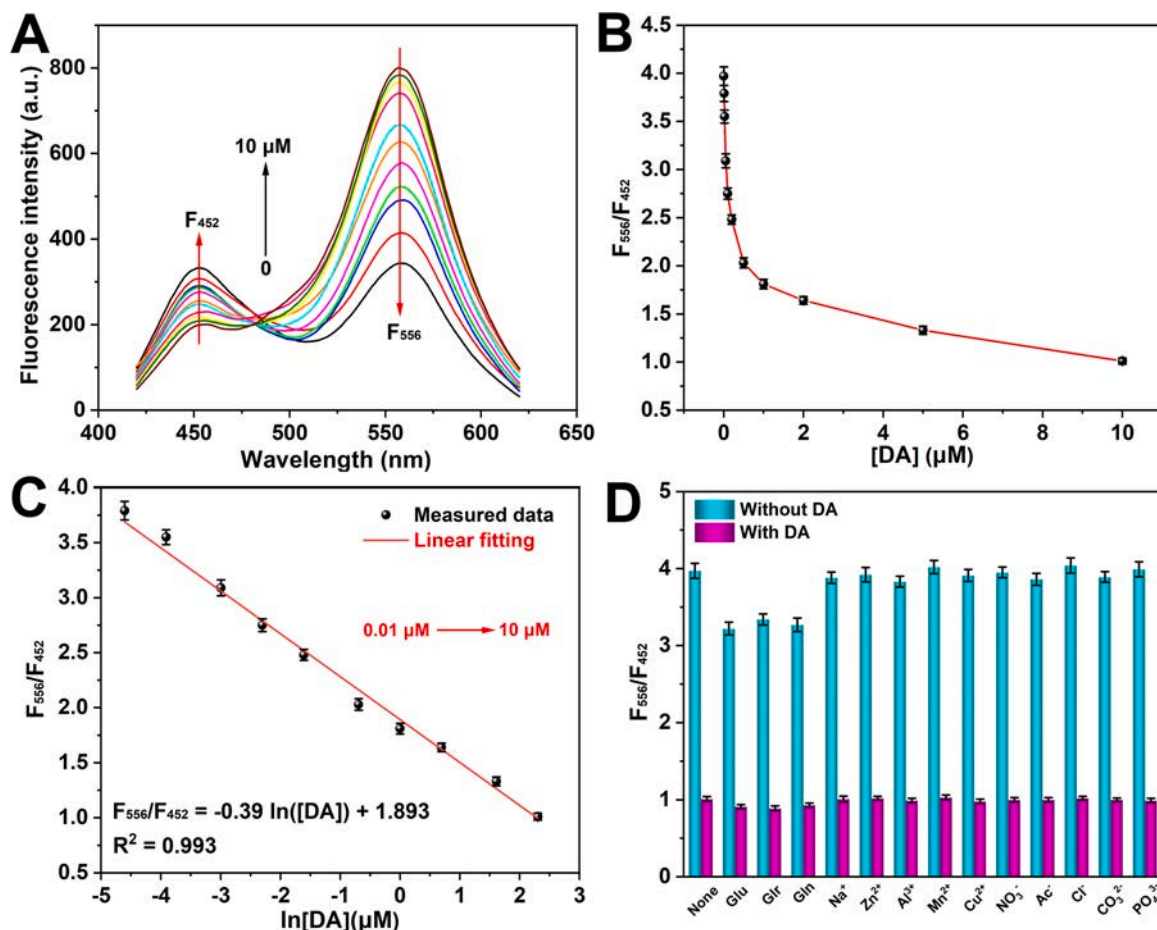 A
Fluorescence intensity (a.u.)
800
600
400
200
0
10 µM
0
F452
F556
400 450 500 550 600 650
Wavelength (nm)
B
F556/F452
4.5
4.0
3.5
3.0
2.5
2.0
1.5
1.0
0.5
0 2 4 6 8 10
[DA] (µM)
C
F556/F452
4.0
3.5
3.0
2.5
2.0
1.5
1.0
0.5
Measured data
Linear fitting
0.01 µM 10 µM
F556/F452 = -0.39 ln([DA]) + 1.893
R² = 0.993
-5 -4 -3 -2 -1 0 1 2 3
ln[DA](µM)
D
F556/F452
5
4
3
2
1
0
Without DA
With DA
None Glu Glr Gln Na⁺ Zn²⁺ Al³⁺ Mn²⁺ Cu²⁺ NO₃⁻ Ac⁻ Cl⁻ CO₃²⁻ PO₄³⁻